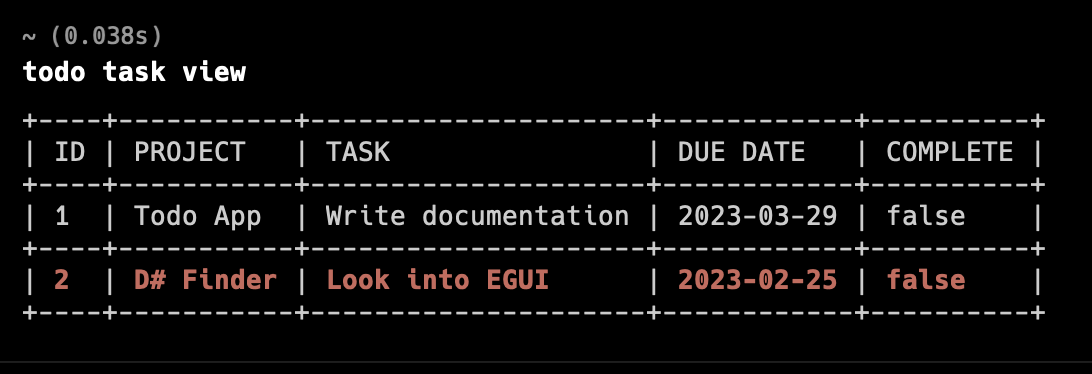 ~ (0.038s)
todo task view
+----+-----------+---------------------+------------+----------+
| ID | PROJECT   | TASK                | DUE DATE   | COMPLETE |
+----+-----------+---------------------+------------+----------+
| 1  | Todo App  | Write documentation | 2023-03-29 | false    |
+----+-----------+---------------------+------------+----------+
| 2  | D# Finder | Look into EGUI      | 2023-02-25 | false    |
+----+-----------+---------------------+------------+----------+